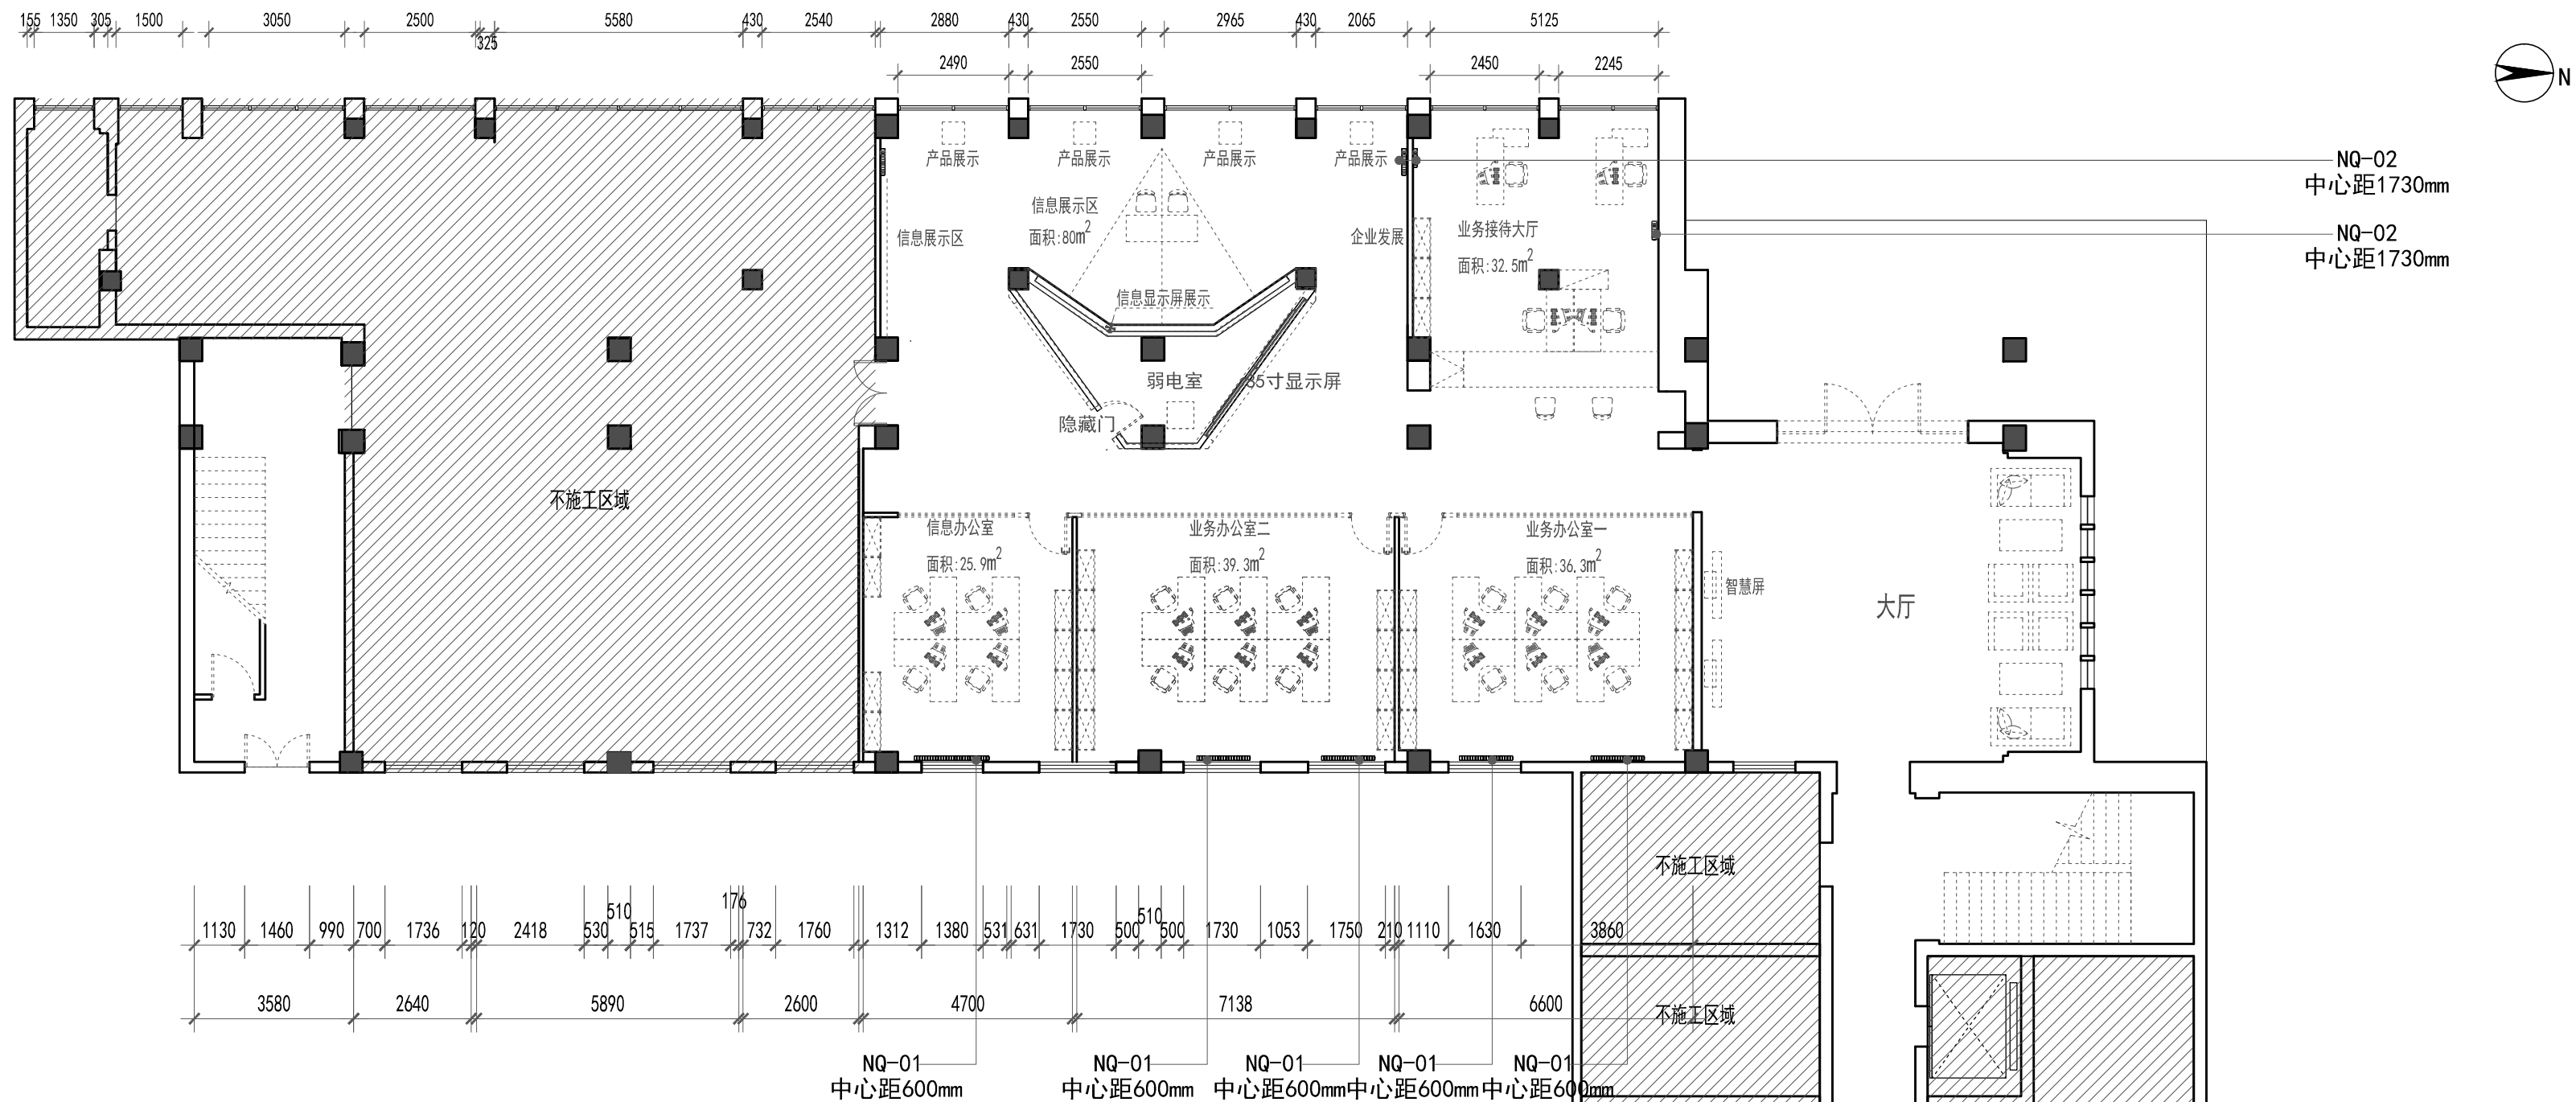 155 1350 305 1500 3050 2500 325 5580 430 2540 2880 430 2550 2965 430 2065 5125
2490 2550 2450 2245
N
产品展示 产品展示 产品展示 产品展示
NQ-02
中心距1730mm
NQ-02
中心距1730mm
信息展示区
面积:80m²
信息展示区
企业发展
业务接待大厅
面积:32.5m²
信息显示屏展示
弱电室
85寸显示屏
隐藏门
不施工区域
信息办公室
面积:25.9m²
业务办公室二
面积:39.3m²
业务办公室一
面积:36.3m²
智慧屏
大厅
不施工区域
不施工区域
1130 1460 990 700 1736 120 2418 530 510 515 1737 176 732 1760 1312 1380 531 631 1730 500 510 500 1730 1053 1750 210 1110 1630 3860
3580 2640 5890 2600 4700 7138 6600
NQ-01 NQ-01 NQ-01 NQ-01 NQ-01
中心距600mm 中心距600mm 中心距600mm 中心距600mm 中心距600mm